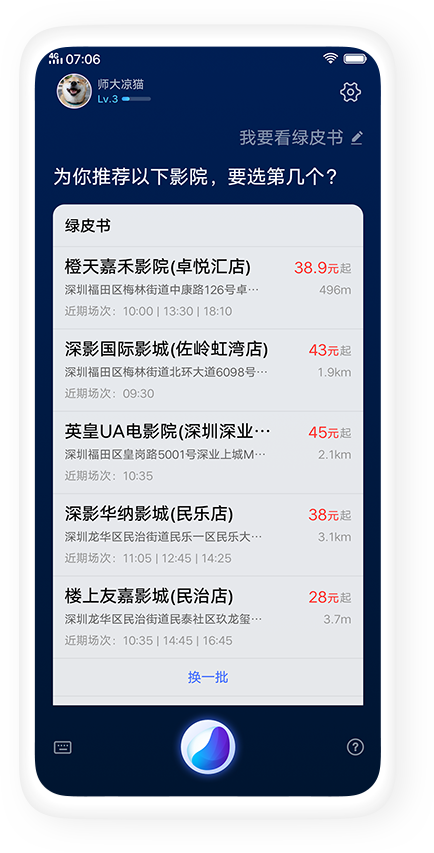 4G 07:06
师大凉猫
Lv.3
我要看绿皮书
为你推荐以下影院，要选第几个？
绿皮书
橙天嘉禾影院(卓悦汇店) 38.9元起
深圳福田区梅林街道中康路126号卓… 496m
近期场次：10:00 | 13:30 | 18:10
深影国际影城(佐岭虹湾店) 43元起
深圳福田区梅林街道北环大道6098号… 1.9km
近期场次：09:30
英皇UA电影院(深圳深业… 45元起
深圳福田区皇岗路5001号深业上城M… 2.1km
近期场次：10:35
深影华纳影城(民乐店) 38元起
深圳龙华区民治街道民乐一区民乐大… 3.1km
近期场次：11:05 | 12:45 | 14:25
楼上友嘉影城(民治店) 28元起
深圳龙华区民治街道民泰社区玖龙玺… 3.7m
近期场次：10:35 | 14:45 | 16:45
换一批
?